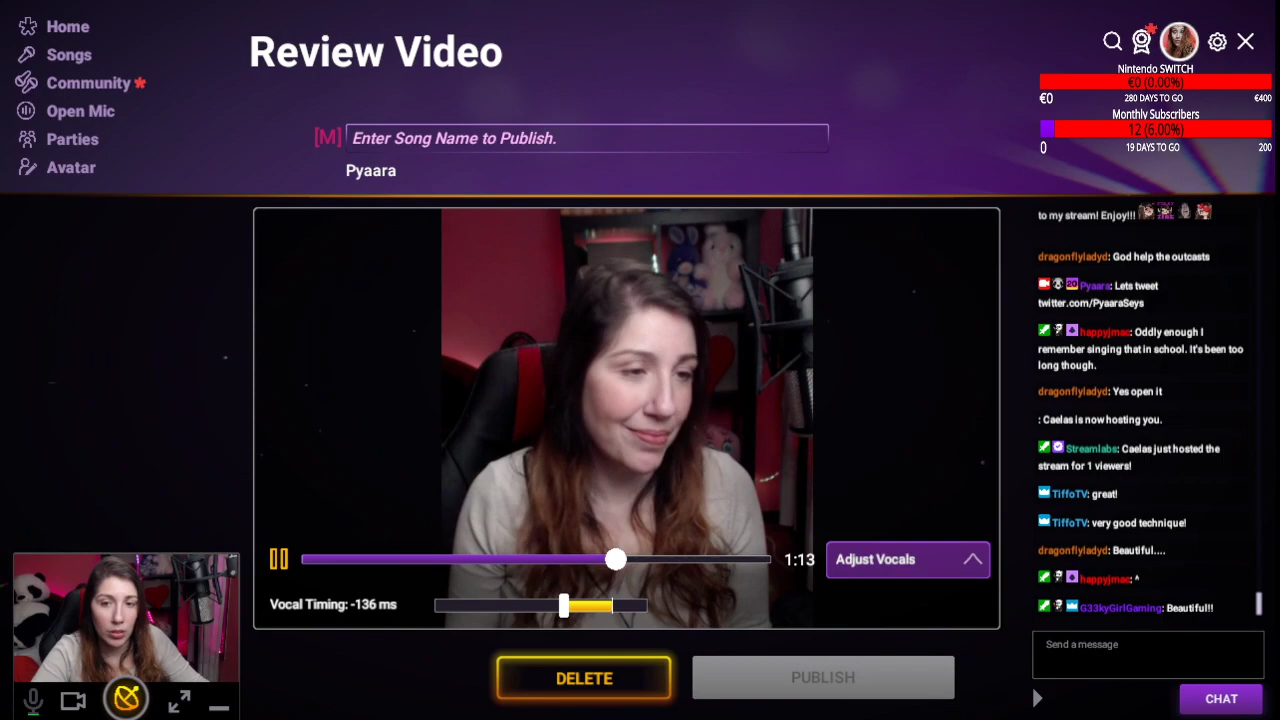 Home
Songs
Community
Open Mic
Parties
Avatar
Review Video
[M] Enter Song Name to Publish.
Pyaara
Nintendo SWITCH
€0 (0.00%)
€0 280 DAYS TO GO €400
Monthly Subscribers
12 (6.00%)
0 19 DAYS TO GO 200
to my stream! Enjoy!!!
dragonflyladyd: God help the outcasts
20 Pyaara: Lets tweet
twitter.com/PyaaraSeys
happyjmac: Oddly enough I
remember singing that in school. It's been too
long though.
dragonflyladyd: Yes open it
: Caelas is now hosting you.
Streamlabs: Caelas just hosted the
stream for 1 viewers!
TiffoTV: great!
TiffoTV: very good technique!
dragonflyladyd: Beautiful....
happyjmac: ^
G33kyGirlGaming: Beautiful!!
1:13
Adjust Vocals
Vocal Timing: -136 ms
DELETE
PUBLISH
Send a message
CHAT